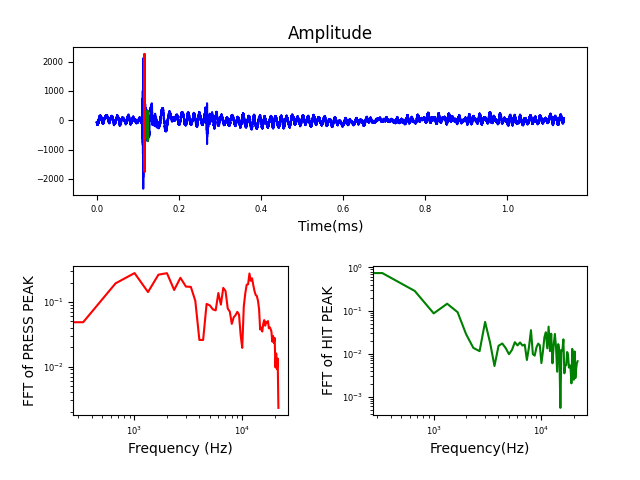 Amplitude
2000
1000
0
−1000
−2000
0.0 0.2 0.4 0.6 0.8 1.0
Time(ms)
FFT of PRESS PEAK
10⁻¹
10⁻²
10³ 10⁴
Frequency (Hz)
FFT of HIT PEAK
10⁰
10⁻¹
10⁻²
10⁻³
10³ 10⁴
Frequency(Hz)